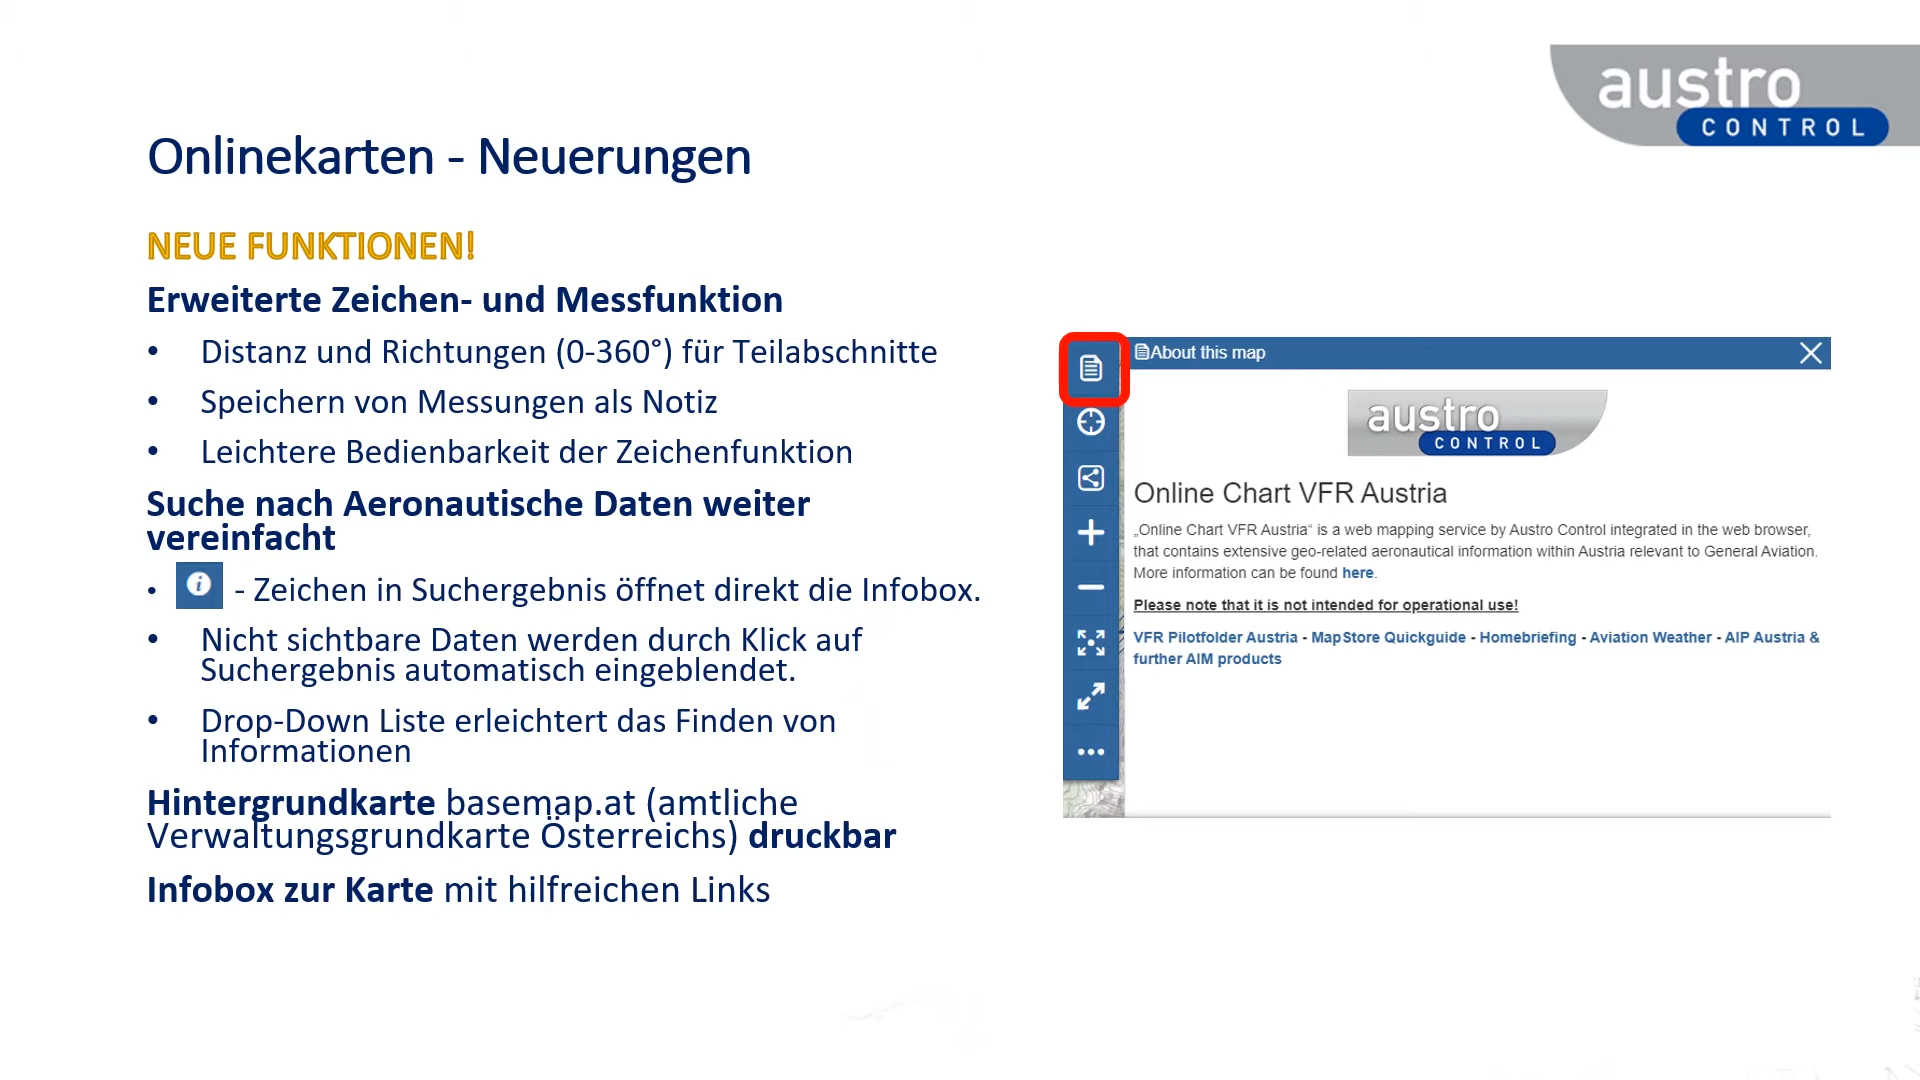 austro
CONTROL
Onlinekarten - Neuerungen
NEUE FUNKTIONEN!
Erweiterte Zeichen- und Messfunktion
• Distanz und Richtungen (0-360°) für Teilabschnitte
• Speichern von Messungen als Notiz
• Leichtere Bedienbarkeit der Zeichenfunktion
Suche nach Aeronautische Daten weiter
vereinfacht
• i - Zeichen in Suchergebnis öffnet direkt die Infobox.
• Nicht sichtbare Daten werden durch Klick auf
Suchergebnis automatisch eingeblendet.
• Drop-Down Liste erleichtert das Finden von
Informationen
Hintergrundkarte basemap.at (amtliche
Verwaltungsgrundkarte Österreichs) druckbar
Infobox zur Karte mit hilfreichen Links
About this map
austro
CONTROL
Online Chart VFR Austria
„Online Chart VFR Austria“ is a web mapping service by Austro Control integrated in the web browser,
that contains extensive geo-related aeronautical information within Austria relevant to General Aviation.
More information can be found here.
Please note that it is not intended for operational use!
VFR Pilotfolder Austria - MapStore Quickguide - Homebriefing - Aviation Weather - AIP Austria &
further AIM products